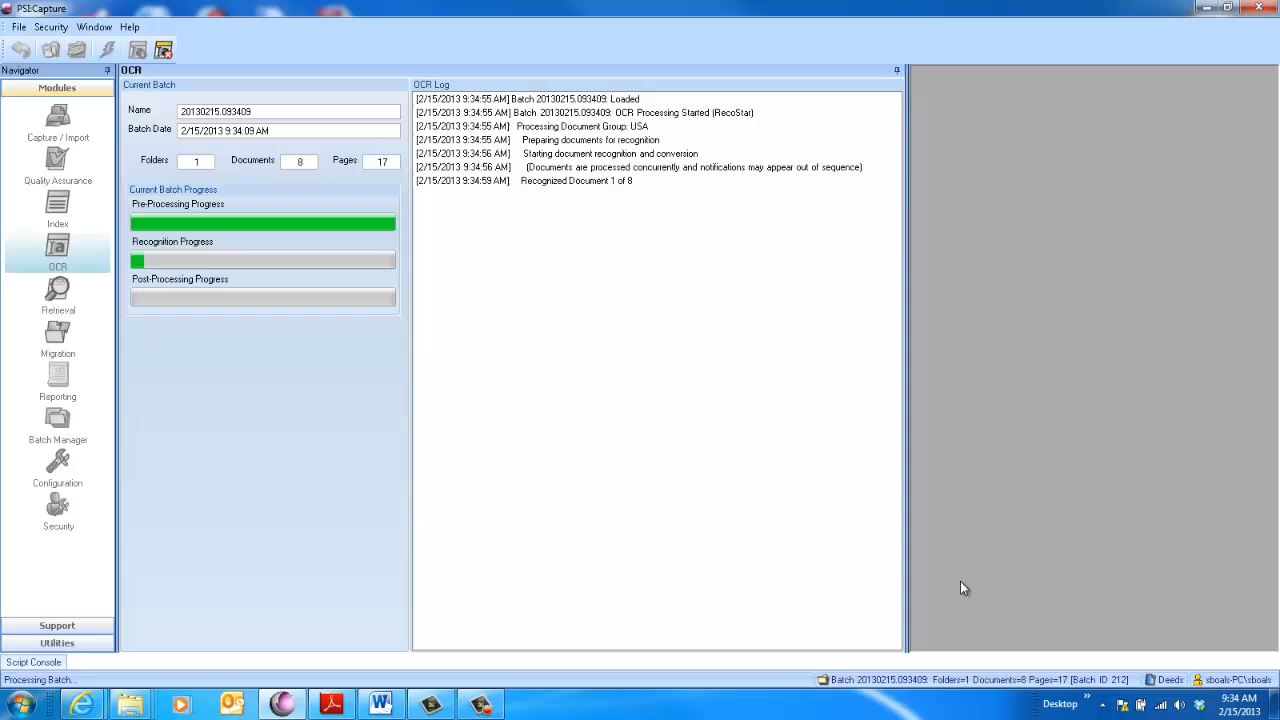 PSI:Capture
File Security Window Help
Navigator
Modules
Capture / Import
Quality Assurance
Index
OCR
Retrieval
Migration
Reporting
Batch Manager
Configuration
Security
Support
Utilities
OCR
Current Batch
Name 20130215.093409
Batch Date 2/15/2013 9:34:09 AM
Folders 1 Documents 8 Pages 17
Current Batch Progress
Pre-Processing Progress
Recognition Progress
Post-Processing Progress
OCR Log
[2/15/2013 9:34:55 AM] Batch 20130215.093409: Loaded
[2/15/2013 9:34:55 AM] Batch 20130215.093409: OCR Processing Started (RecoStar)
[2/15/2013 9:34:55 AM] Processing Document Group: USA
[2/15/2013 9:34:55 AM] Preparing documents for recognition
[2/15/2013 9:34:56 AM] Starting document recognition and conversion
[2/15/2013 9:34:56 AM] (Documents are processed concurrently and notifications may appear out of sequence)
[2/15/2013 9:34:59 AM] Recognized Document 1 of 8
Script Console
Processing Batch...
Batch 20130215.093409: Folders=1 Documents=8 Pages=17 [Batch ID 212] Deeds sboals-PC\sboals
Desktop
9:34 AM
2/15/2013